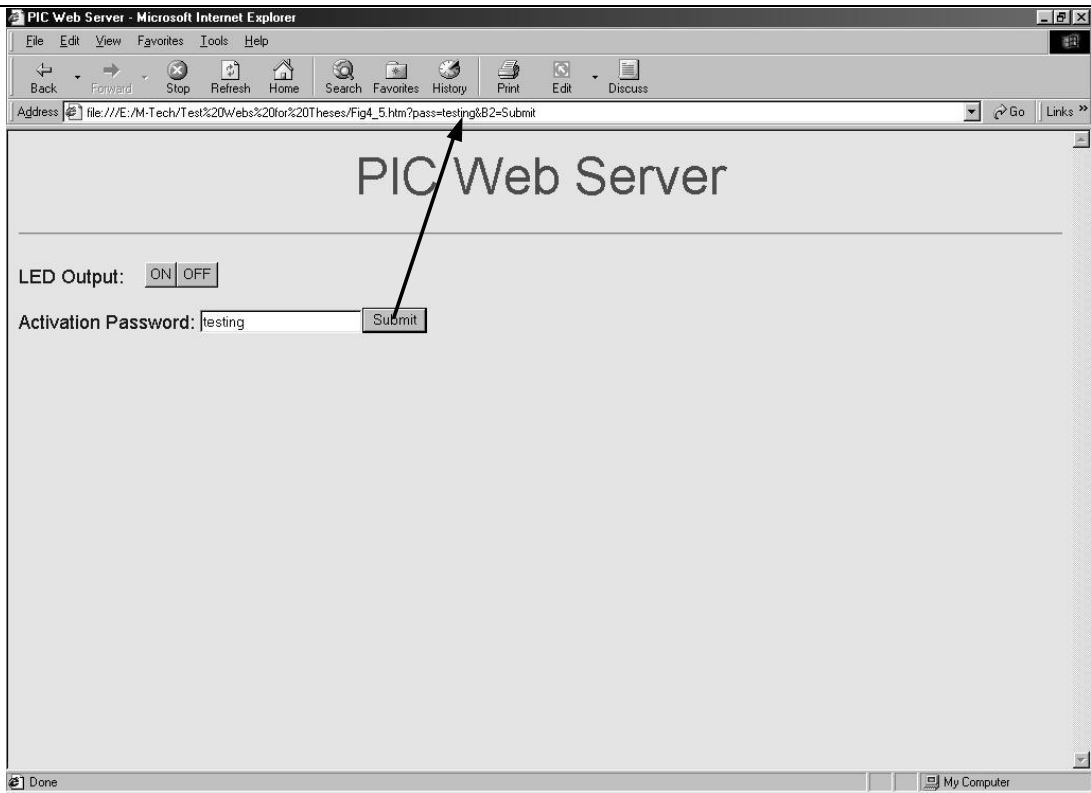 PIC Web Server - Microsoft Internet Explorer
File Edit View Favorites Tools Help
Back Forward Stop Refresh Home Search Favorites History Print Edit Discuss
Address file:///E:/M-Tech/Test%20Webs%20for%20Theses/Fig4_5.htm?pass=testing&B2=Submit Go Links »
PIC Web Server
LED Output: ON OFF
Activation Password: testing Submit
Done My Computer